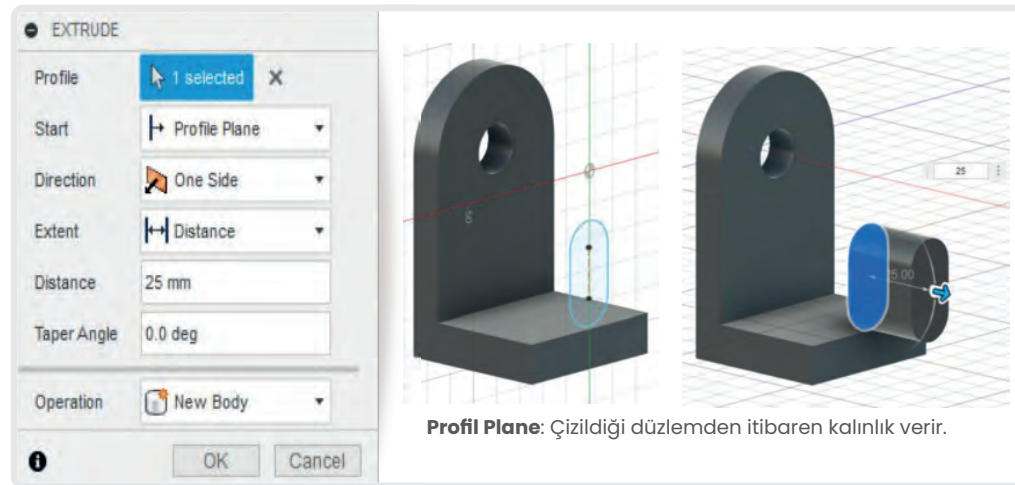 EXTRUDE
Profile 1 selected X
Start Profile Plane
Direction One Side
Extent Distance
Distance 25 mm
Taper Angle 0.0 deg
Operation New Body
OK Cancel
25
25.00
Profil Plane: Çizildiği düzlemden itibaren kalınlık verir.